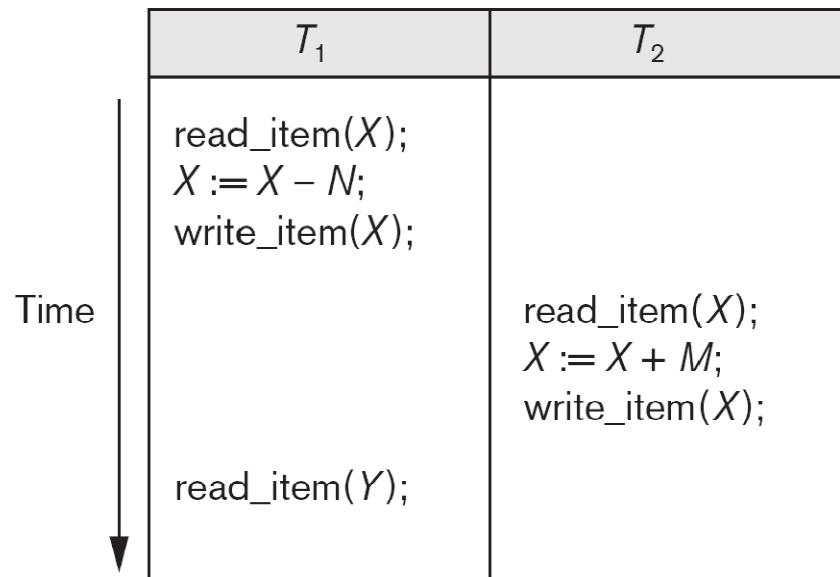 T1 T2
read_item(X);
X := X – N;
write_item(X);
Time
read_item(X);
X := X + M;
write_item(X);
read_item(Y);